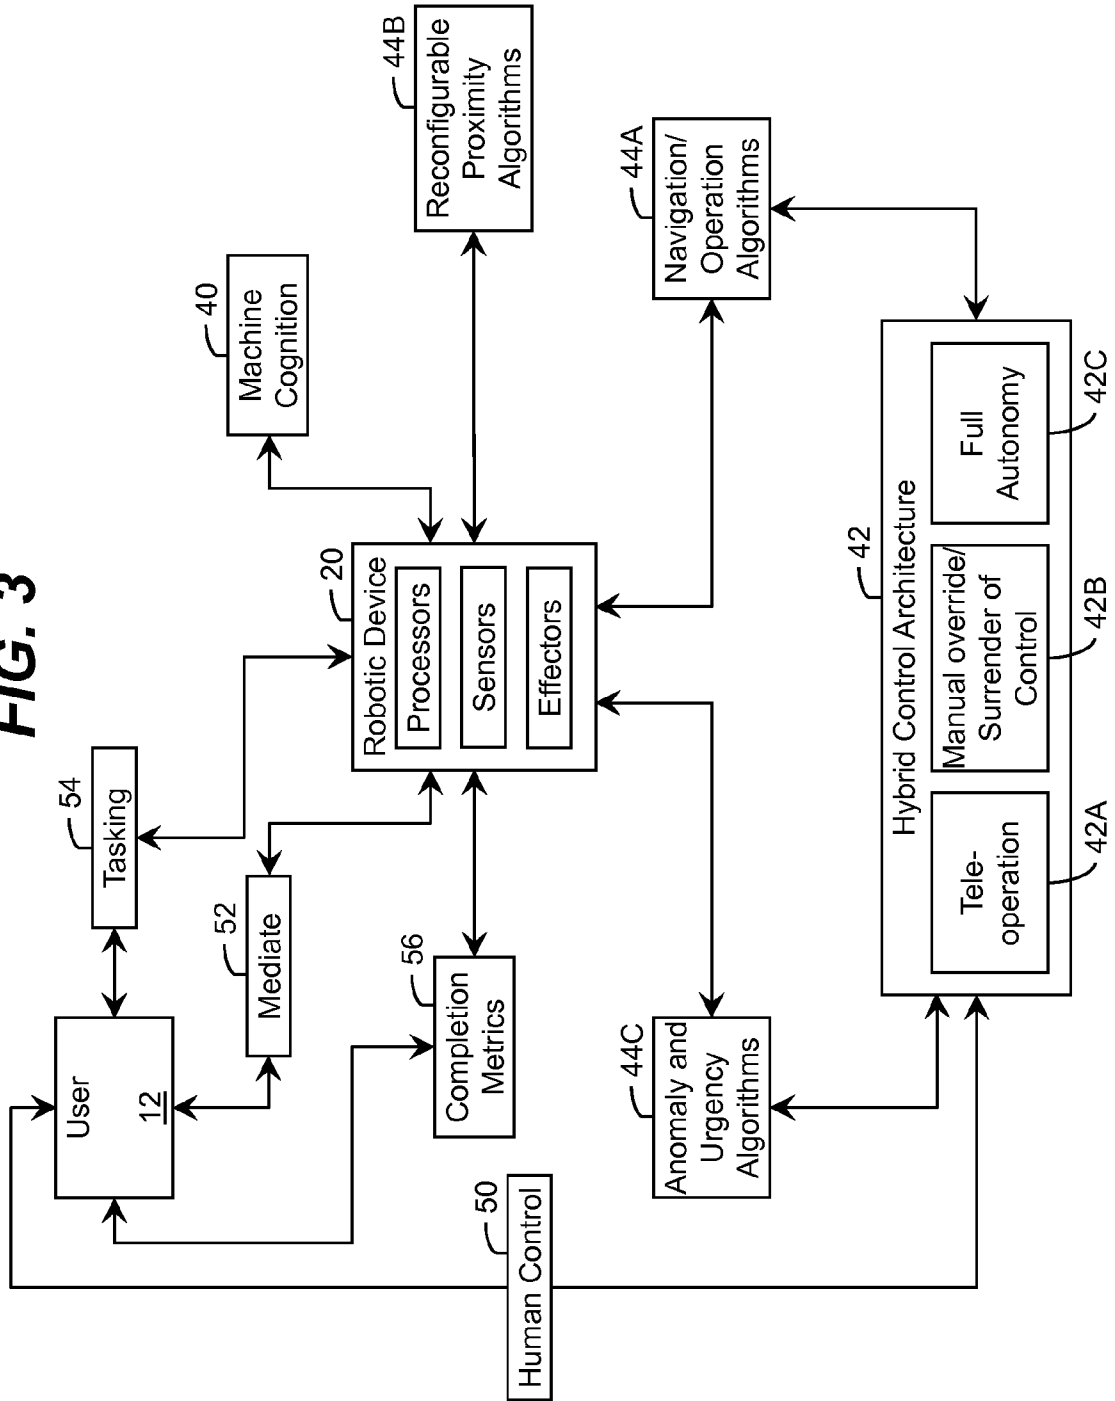 FIG. 3
User
12
54
Tasking
52
Mediate
56
Completion
Metrics
50
Human Control
20
Robotic Device
Processors
Sensors
Effectors
40
Machine
Cognition
44B
Reconfigurable
Proximity
Algorithms
44A
Navigation/
Operation
Algorithms
44C
Anomaly and
Urgency
Algorithms
42
Hybrid Control Architecture
Tele-
operation
42A
Manual override/
Surrender of
Control
42B
Full
Autonomy
42C